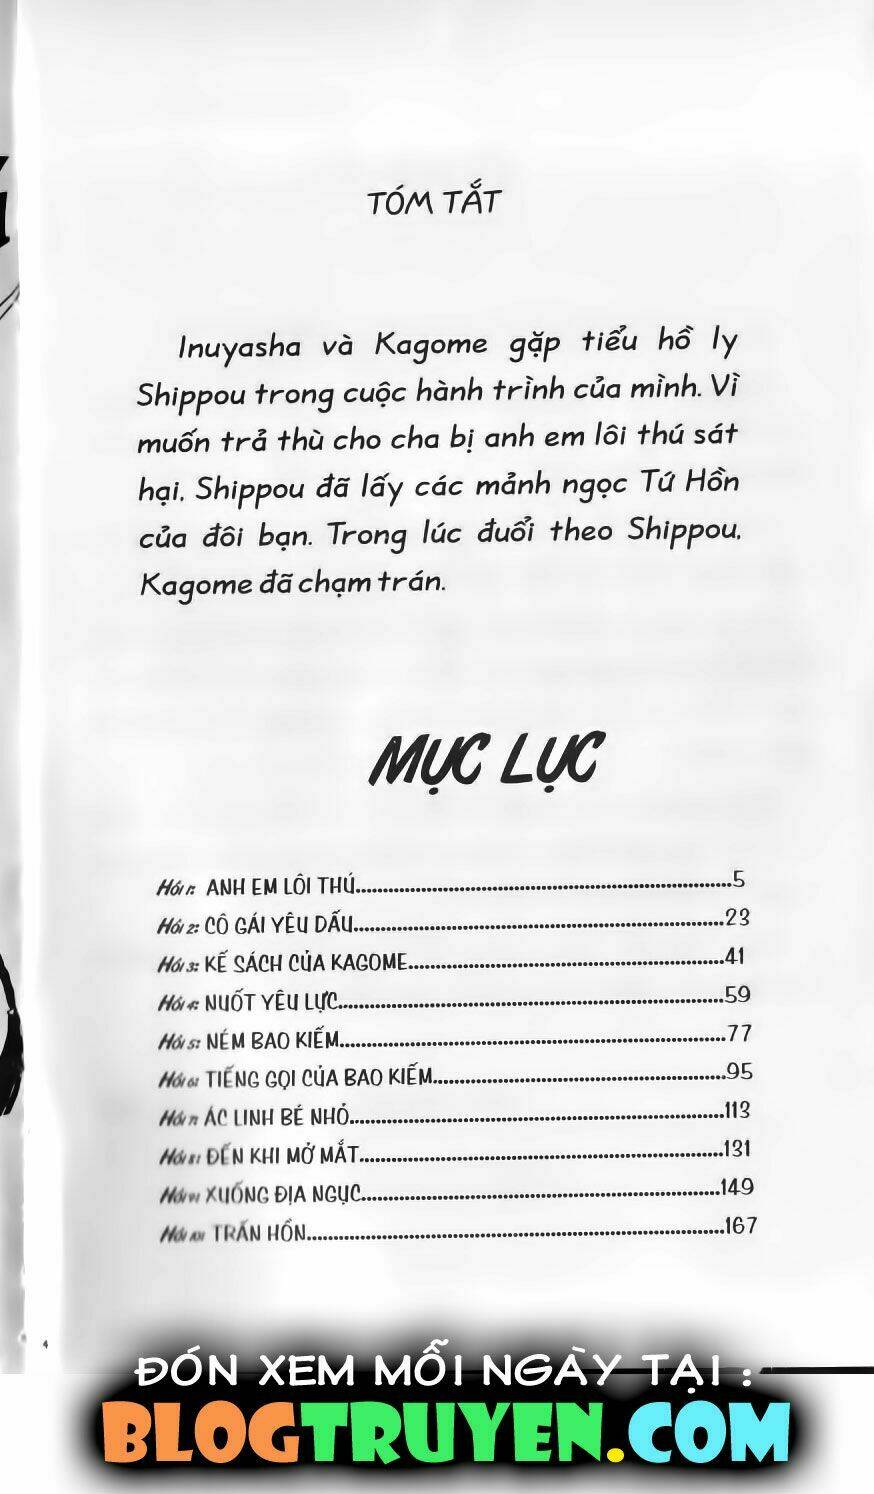 TÓM TẮT
Inuyasha và Kagome gặp tiểu hồ ly
Shippou trong cuộc hành trình của mình. Vì
muốn trả thù cho cha bị anh em lôi thú sát
hại, Shippou đã lấy các mảnh ngọc Tứ Hồn
của đôi bạn. Trong lúc đuổi theo Shippou,
Kagome đã chạm trán.
MỤC LỤC
Hồi 1: ANH EM LÔI THÚ........................5
Hồi 2: CÔ GÁI YÊU DẤU........................23
Hồi 3: KẾ SÁCH CỦA KAGOME........................41
Hồi 4: NUỐT YÊU LỰC........................59
Hồi 5: NÉM BAO KIẾM........................77
Hồi 6: TIẾNG GỌI CỦA BAO KIẾM........................95
Hồi 7: ÁC LINH BÉ NHỎ........................113
Hồi 8: ĐẾN KHI MỞ MẮT........................131
Hồi 9: XUỐNG ĐỊA NGỤC........................149
Hồi 10: TRẤN HỒN........................167
4
ĐÓN XEM MỖI NGÀY TẠI :
BLOGTRUYEN.COM